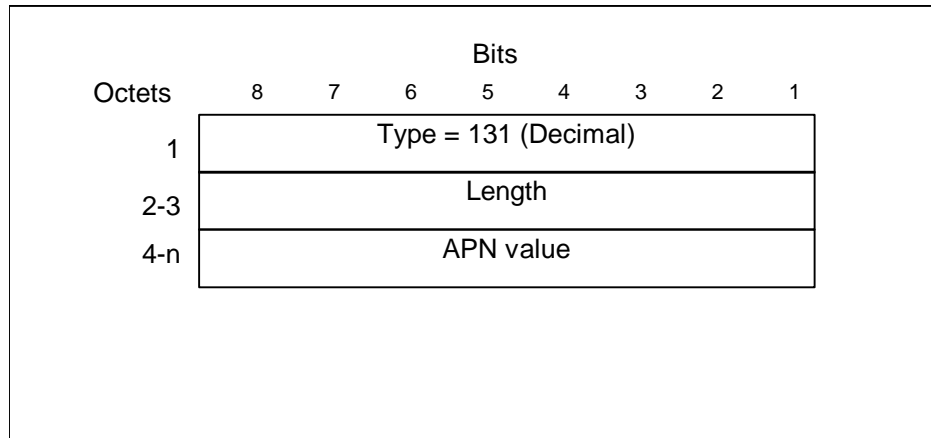 Bits
Octets 8 7 6 5 4 3 2 1
1 Type = 131 (Decimal)
2-3 Length
4-n APN value